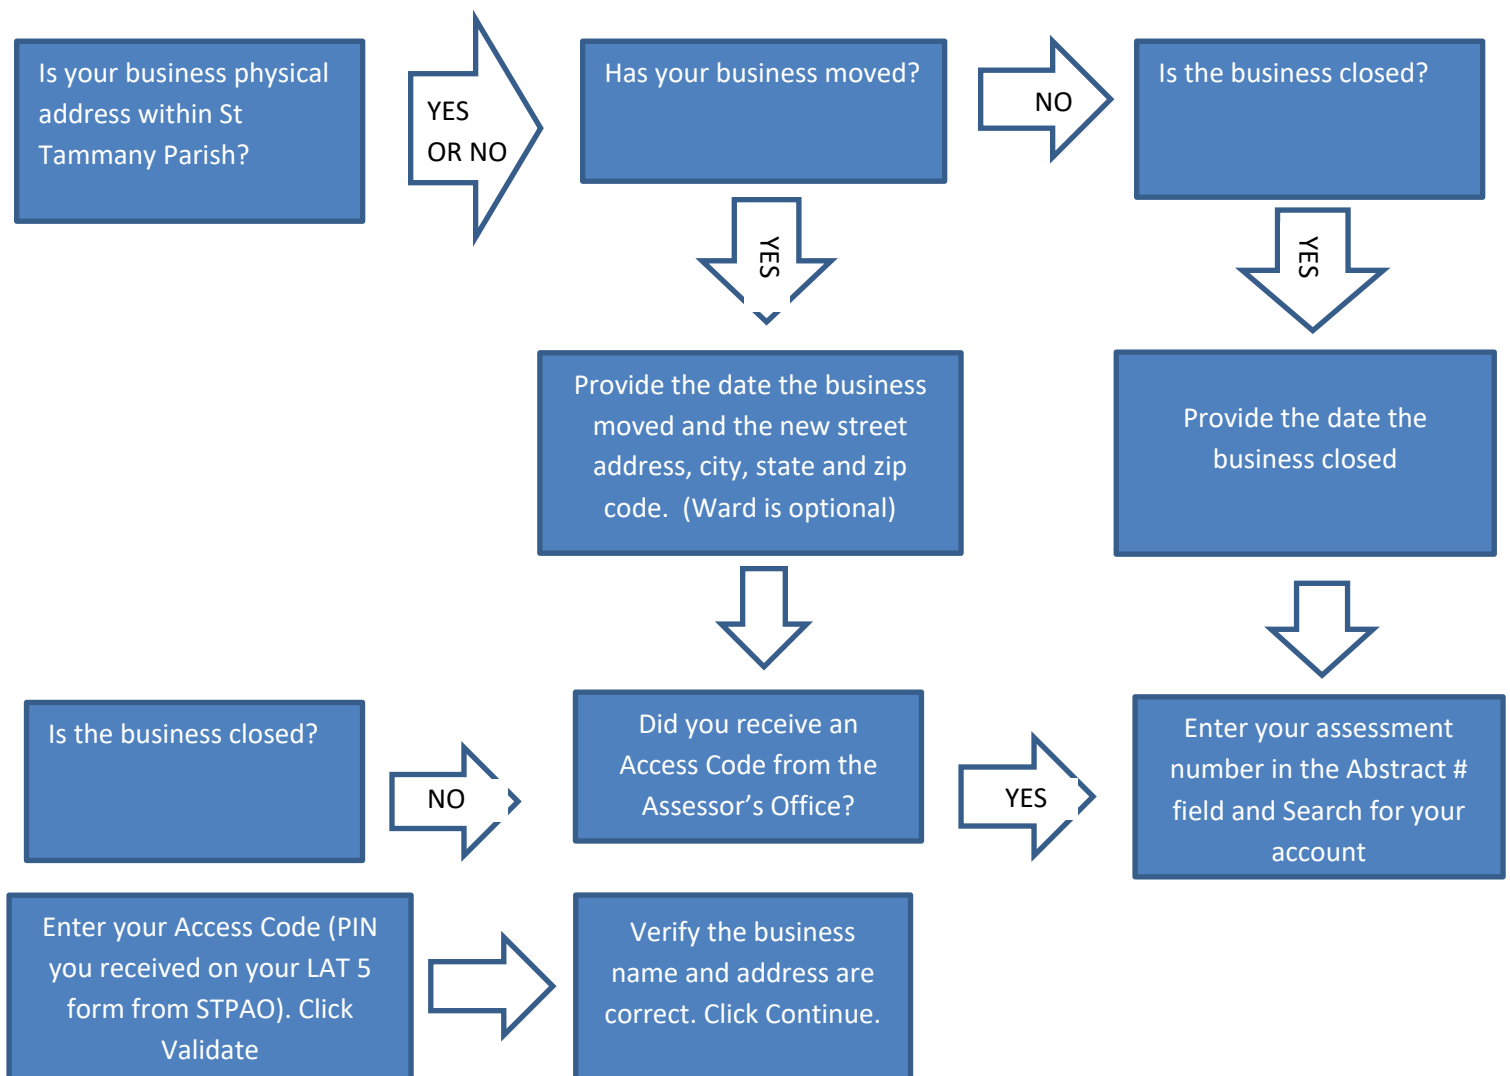 Is your business physical
address within St
Tammany Parish?
YES
OR NO
Has your business moved?
NO
Is the business closed?
YES
YES
Provide the date the business
moved and the new street
address, city, state and zip
code.  (Ward is optional)
Provide the date the
business closed
Is the business closed?
NO
Did you receive an
Access Code from the
Assessor’s Office?
YES
Enter your assessment
number in the Abstract #
field and Search for your
account
Enter your Access Code (PIN
you received on your LAT 5
form from STPAO). Click
Validate
Verify the business
name and address are
correct. Click Continue.